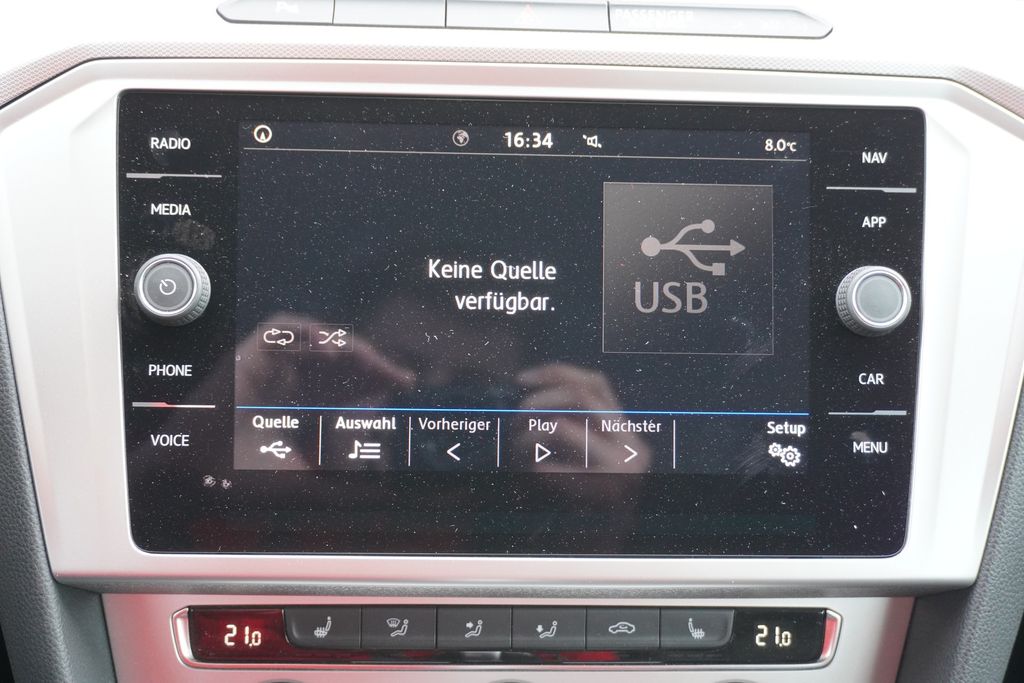 PASSENGER
RADIO
MEDIA
PHONE
VOICE
16:34
8.0°C
Keine Quelle
verfügbar.
USB
Quelle
Auswahl
Vorheriger
Play
Nächster
Setup
NAV
APP
CAR
MENU
21,0
21,0